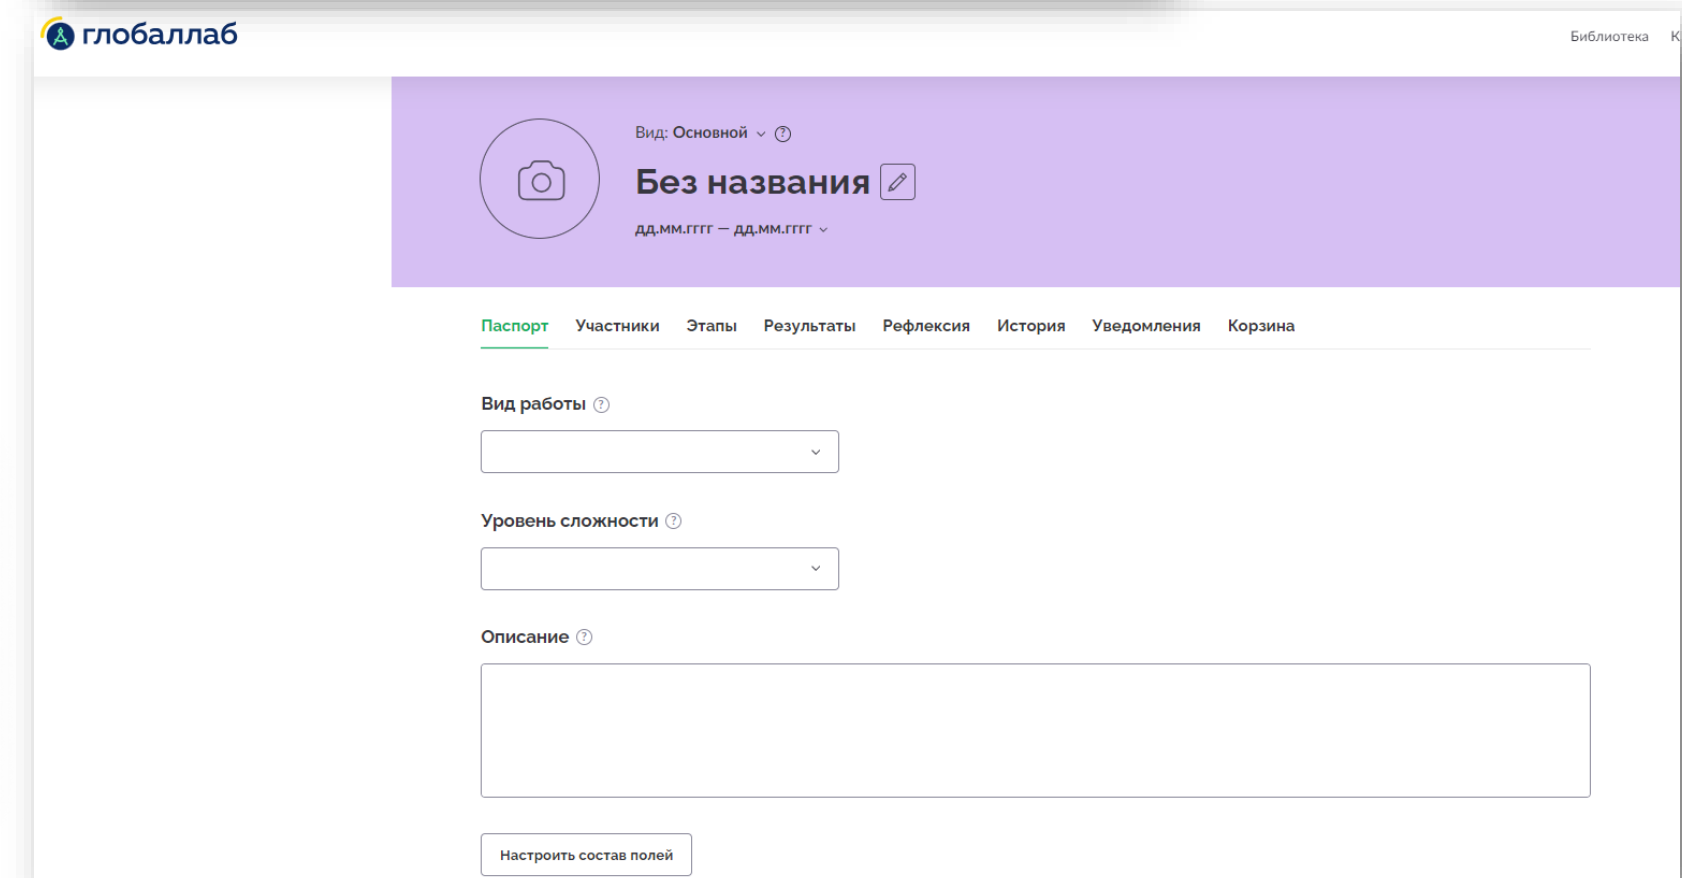 глобаллаб
Библиотека К
Вид: Основной
Без названия
дд.мм.гггг — дд.мм.гггг
Паспорт Участники Этапы Результаты Рефлексия История Уведомления Корзина
Вид работы ?
Уровень сложности ?
Описание ?
Настроить состав полей